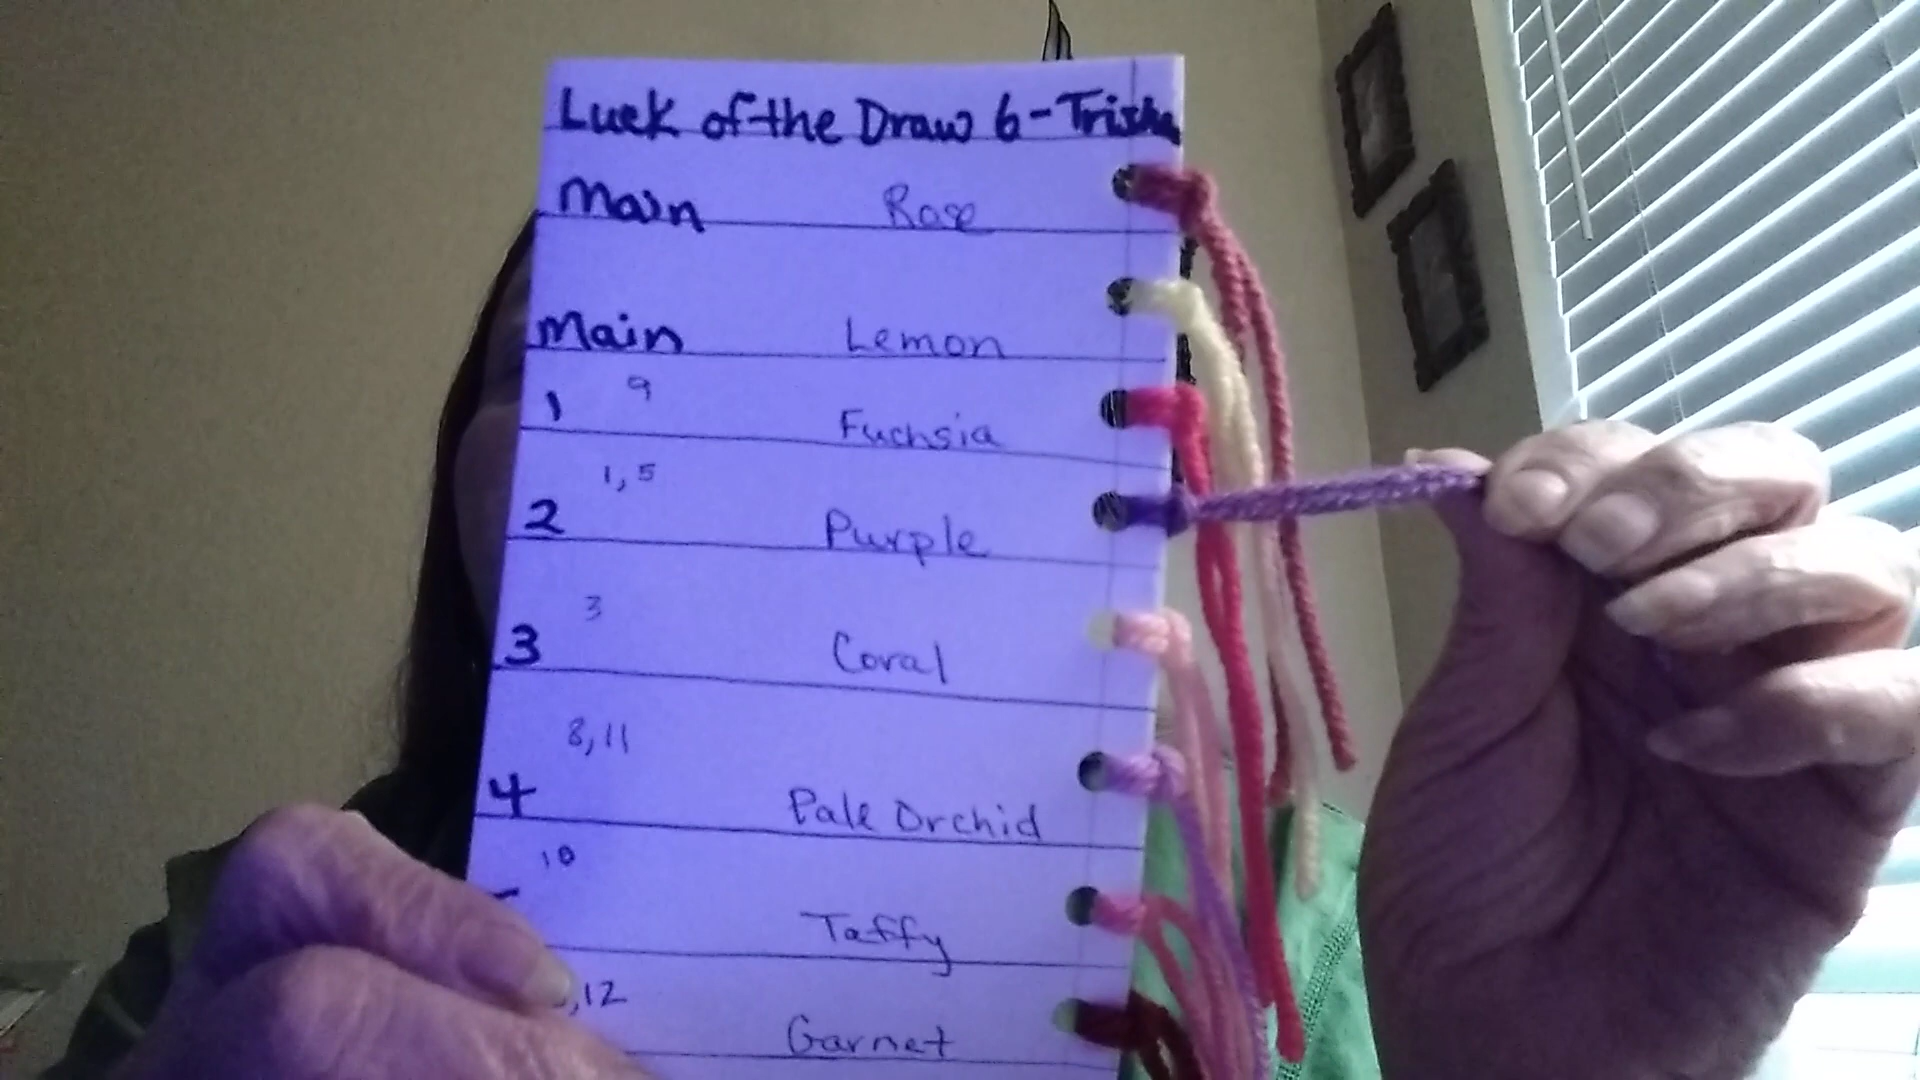 Luck of the Draw 6-Trisha
Main Rose
Main Lemon
9
1 Fuchsia
1,5
2 Purple
3
3 Coral
8,11
4 Pale Orchid
10
Taffy
,12
Garnet